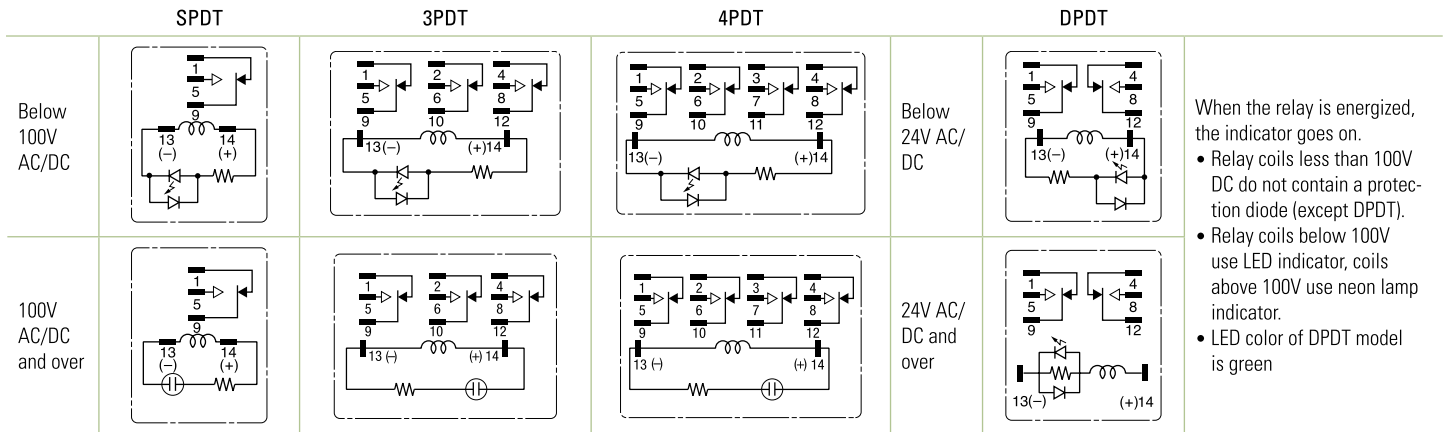 SPDT
3PDT
4PDT
DPDT
Below
100V
AC/DC
1
5
9
13
14
(–)
(+)
1
2
4
5
6
8
9
10
12
13(–)
(+)14
1
2
3
4
5
6
7
8
9
10
11
12
13(–)
(+)14
Below
24V AC/
DC
1
4
5
8
9
12
13(–)
(+)14
When the relay is energized,
the indicator goes on.
• Relay coils less than 100V
DC do not contain a protec-
tion diode (except DPDT).
• Relay coils below 100V
use LED indicator, coils
above 100V use neon lamp
indicator.
• LED color of DPDT model
is green
100V
AC/DC
and over
1
5
9
13
14
(–)
(+)
1
2
4
5
6
8
9
10
12
13 (–)
(+) 14
1
2
3
4
5
6
7
8
9
10
11
12
13 (–)
(+) 14
24V AC/
DC and
over
1
4
5
8
9
12
13(–)
(+)14